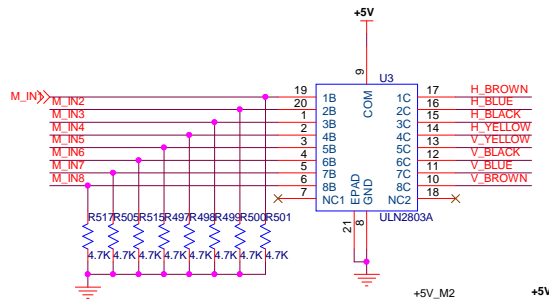 +5V
U3
M_IN1 19 1B 1C 17 H_BROWN
M_IN2 20 2B 2C 16 H_BLUE
M_IN3 1 3B 3C 15 H_BLACK
M_IN4 2 4B 4C 14 H_YELLOW
M_IN5 3 5B 5C 13 V_YELLOW
M_IN6 4 6B 6C 12 V_BLACK
M_IN7 5 7B 7C 11 V_BLUE
M_IN8 6 8B 8C 10 V_BROWN
7 NC1 NC2 18
9 COM
EPAD GND
21 8
ULN2803A
R517 R505 R515 R497 R498 R499 R500 R501
4.7K 4.7K 4.7K 4.7K 4.7K 4.7K 4.7K 4.7K
+5V_M2 +5V